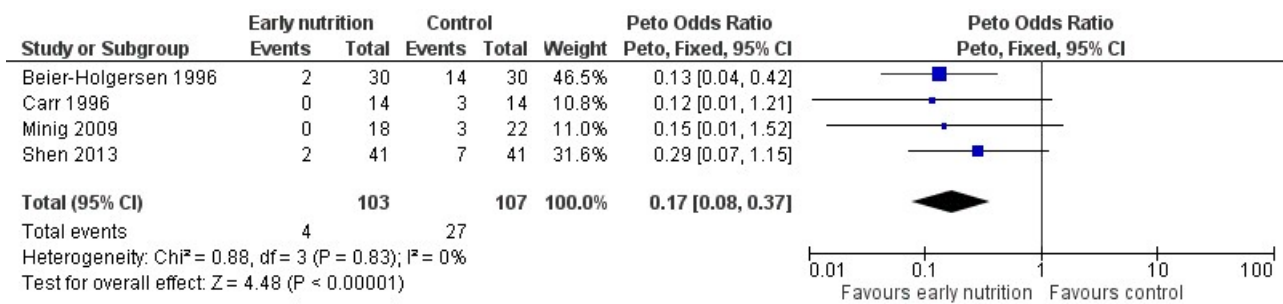 Early nutrition Control Peto Odds Ratio Peto Odds Ratio
Study or Subgroup Events Total Events Total Weight Peto, Fixed, 95% CI Peto, Fixed, 95% CI
Beier-Holgersen 1996 2 30 14 30 46.5% 0.13 [0.04, 0.42]
Carr 1996 0 14 3 14 10.8% 0.12 [0.01, 1.21]
Minig 2009 0 18 3 22 11.0% 0.15 [0.01, 1.52]
Shen 2013 2 41 7 41 31.6% 0.29 [0.07, 1.15]
Total (95% CI) 103 107 100.0% 0.17 [0.08, 0.37]
Total events 4 27
Heterogeneity: Chi² = 0.88, df = 3 (P = 0.83); I² = 0%
Test for overall effect: Z = 4.48 (P < 0.00001)
0.01 0.1 1 10 100
Favours early nutrition Favours control